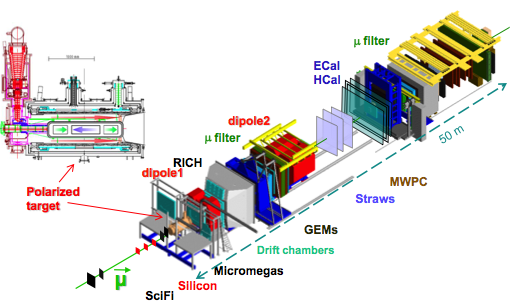 μ filter
ECal
HCal
dipole2
μ filter
50 m
RICH
dipole1
MWPC
Polarized
target
Straws
GEMs
Drift chambers
Micromegas
μ
Silicon
SciFi